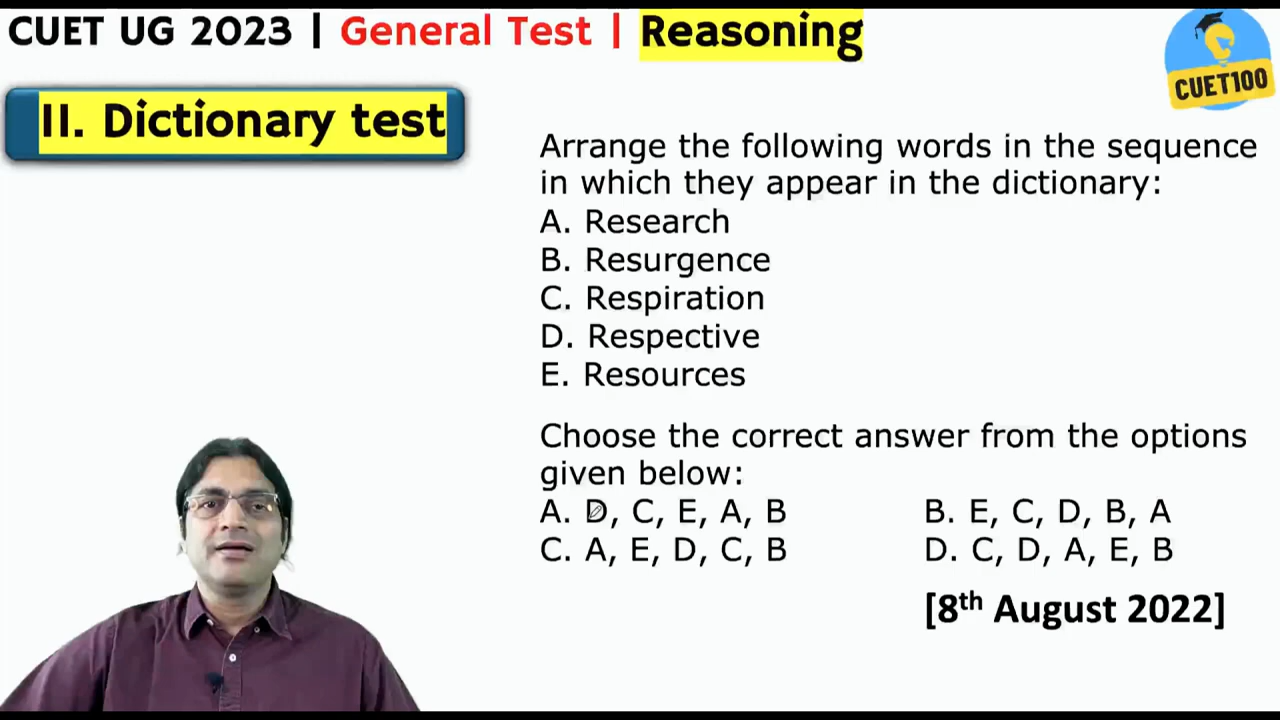 CUET UG 2023 | General Test | Reasoning
CUET100
II. Dictionary test
Arrange the following words in the sequence
in which they appear in the dictionary:
A. Research
B. Resurgence
C. Respiration
D. Respective
E. Resources
Choose the correct answer from the options
given below:
A. D, C, E, A, B
B. E, C, D, B, A
C. A, E, D, C, B
D. C, D, A, E, B
[8th August 2022]